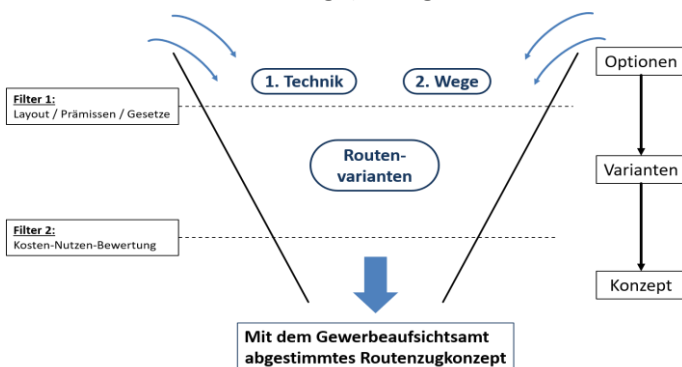 Optionen
1. Technik
2. Wege
Filter 1:
Layout / Prämissen / Gesetze
Routen-
varianten
Varianten
Filter 2:
Kosten-Nutzen-Bewertung
Konzept
Mit dem Gewerbeaufsichtsamt
abgestimmtes Routenzugkonzept